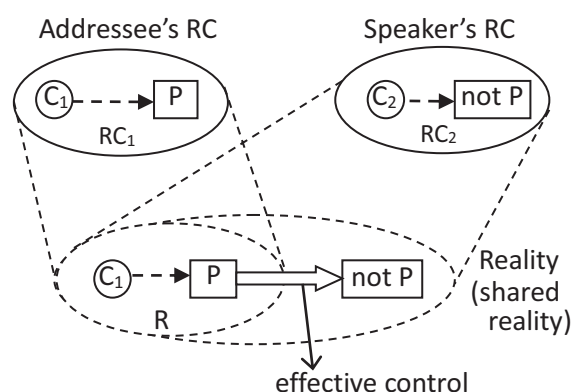 Addressee's RC
Speaker's RC
C₁
P
RC₁
C₂
not P
RC₂
C₁
P
not P
R
Reality
(shared
reality)
effective control